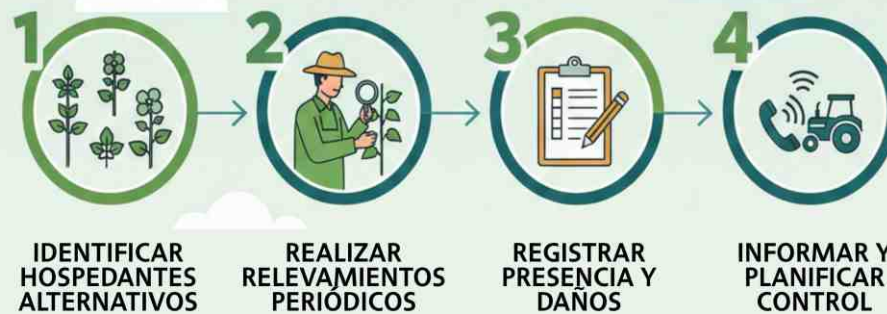 1
2
3
4
IDENTIFICAR
HOSPEDANTES
ALTERNATIVOS
REALIZAR
RELEVAMIENTOS
PERIÓDICOS
REGISTRAR
PRESENCIA Y
DAÑOS
INFORMAR Y
PLANIFICAR
CONTROL